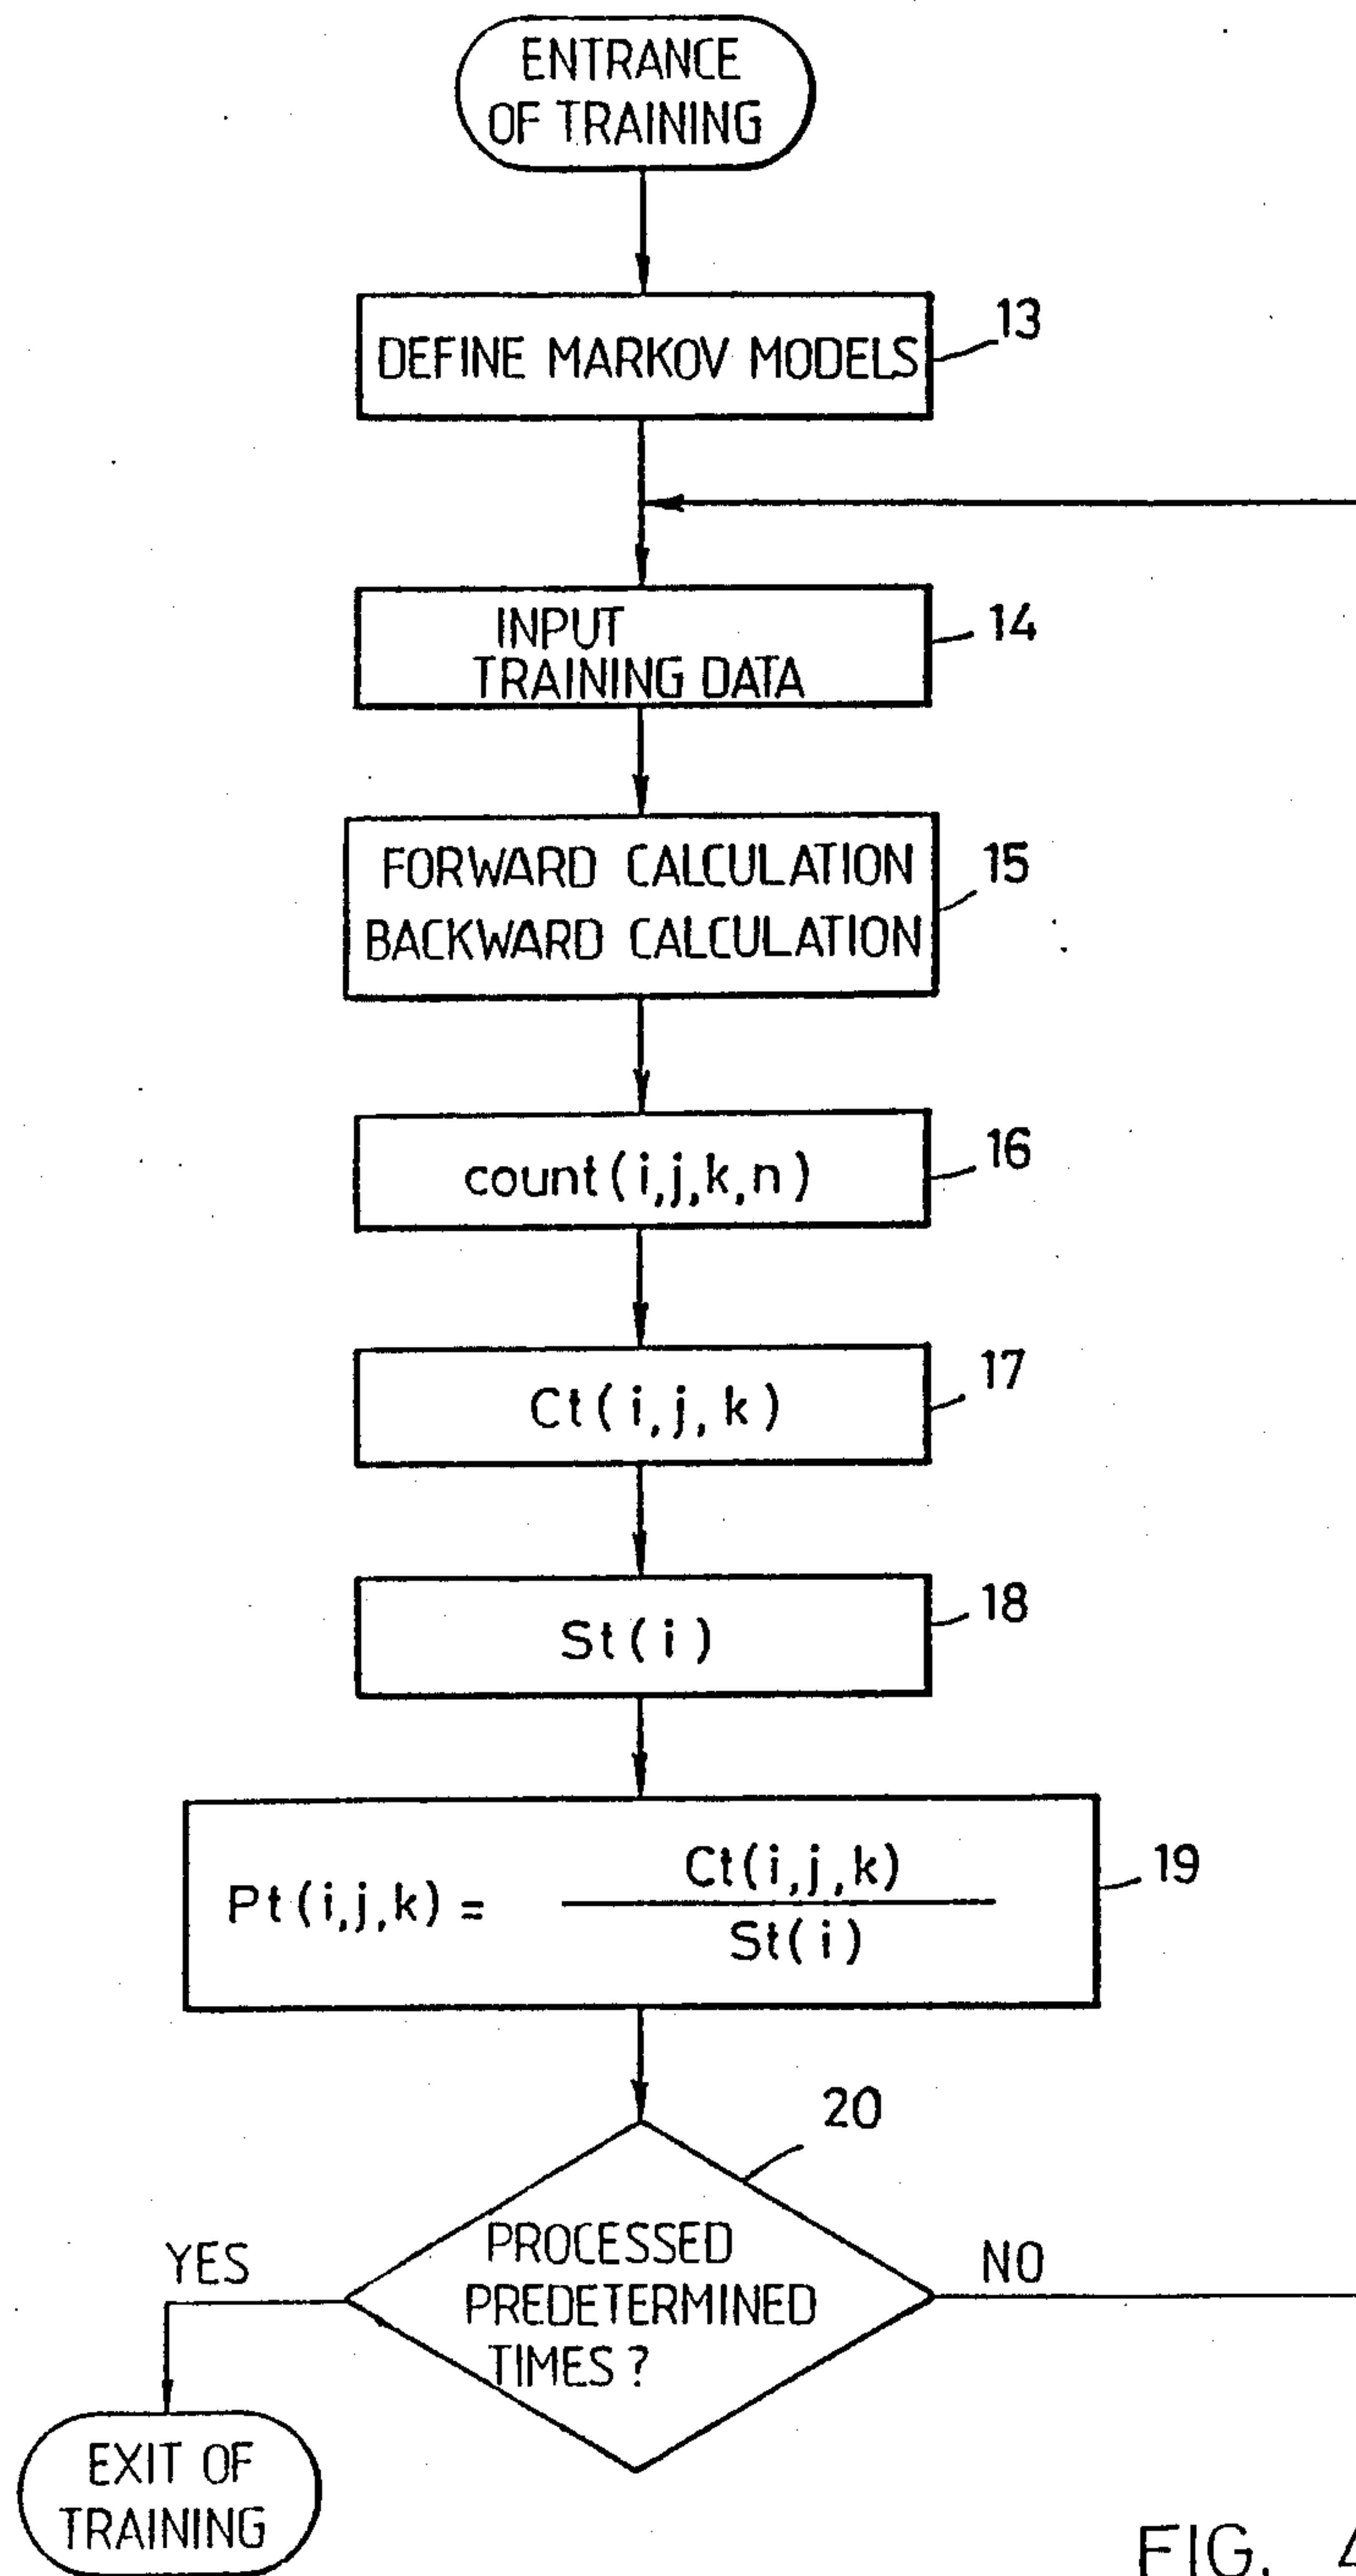 ENTRANCE
OF TRAINING
DEFINE MARKOV MODELS
13
INPUT
TRAINING DATA
14
FORWARD CALCULATION
BACKWARD CALCULATION
15
count(i,j,k,n)
16
Ct(i,j,k)
17
St(i)
18
Pt(i,j,k) =
Ct(i,j,k)
St(i)
19
20
PROCESSED
PREDETERMINED
TIMES?
YES
NO
EXIT OF
TRAINING
FIG. 4